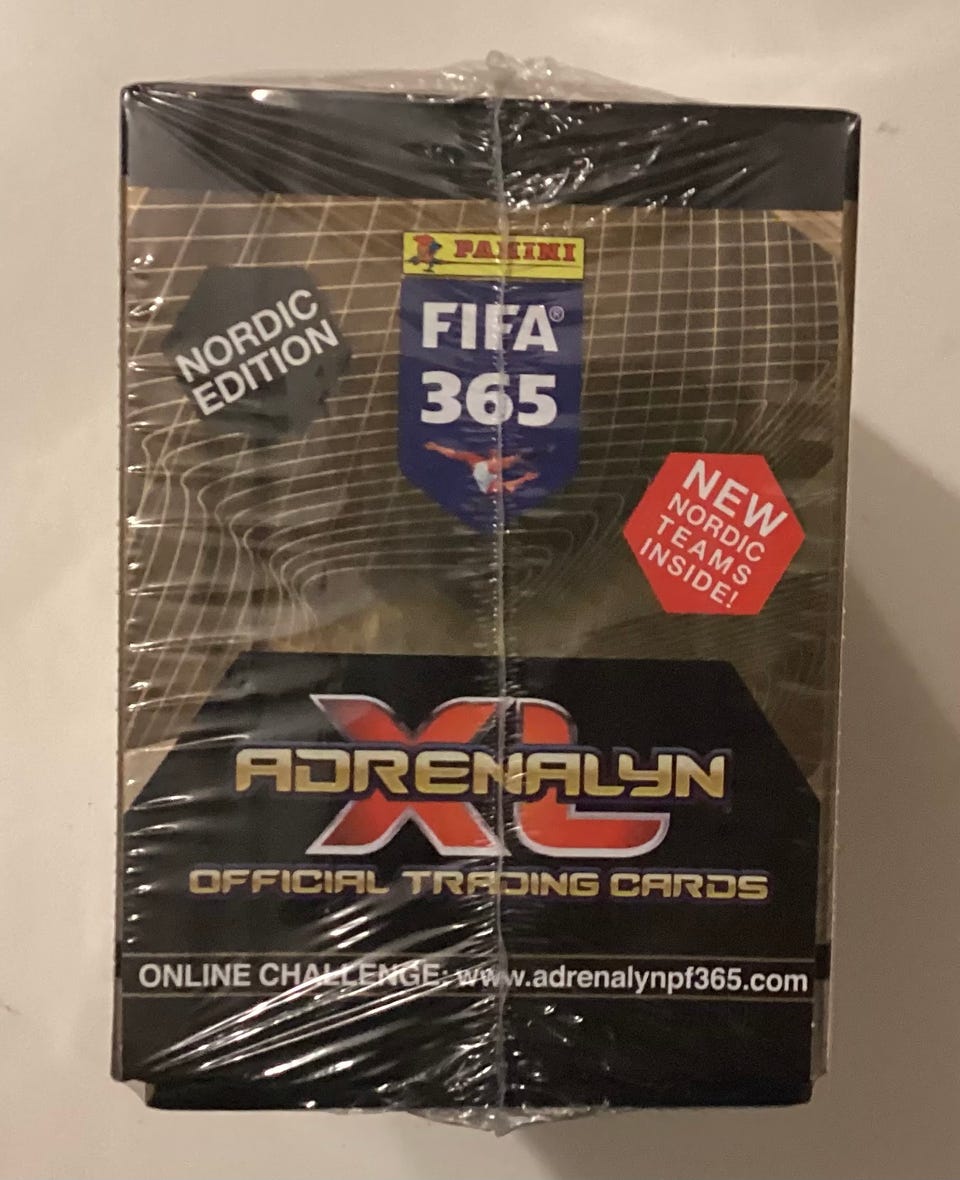 PANINI
FIFA®
365
NORDIC
EDITION
NEW
NORDIC
TEAMS
INSIDE!
XL
ADRENALYN
OFFICIAL TRADING CARDS
ONLINE CHALLENGE: www.adrenalynpf365.com